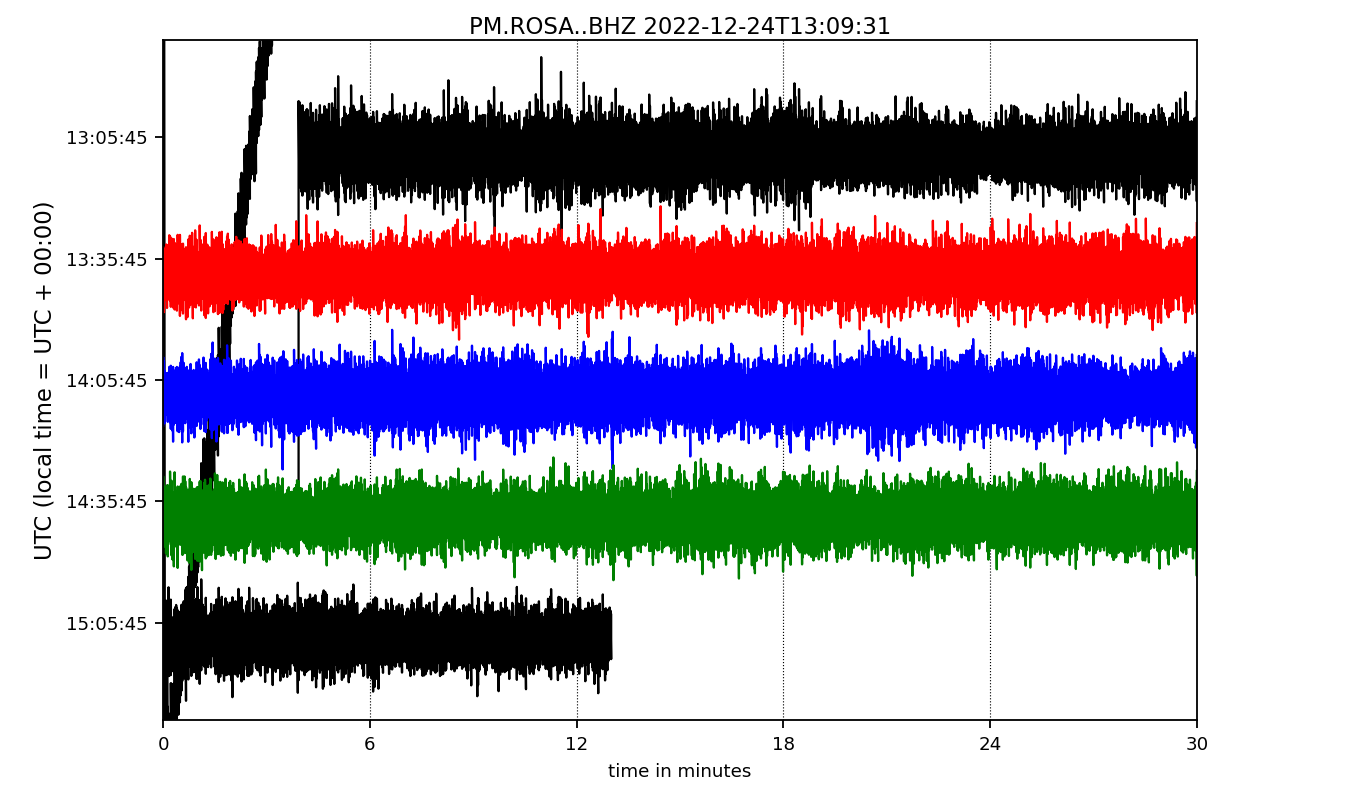 PM.ROSA..BHZ 2022-12-24T13:09:31
UTC (local time = UTC + 00:00)
13:05:45
13:35:45
14:05:45
14:35:45
15:05:45
0 6 12 18 24 30
time in minutes